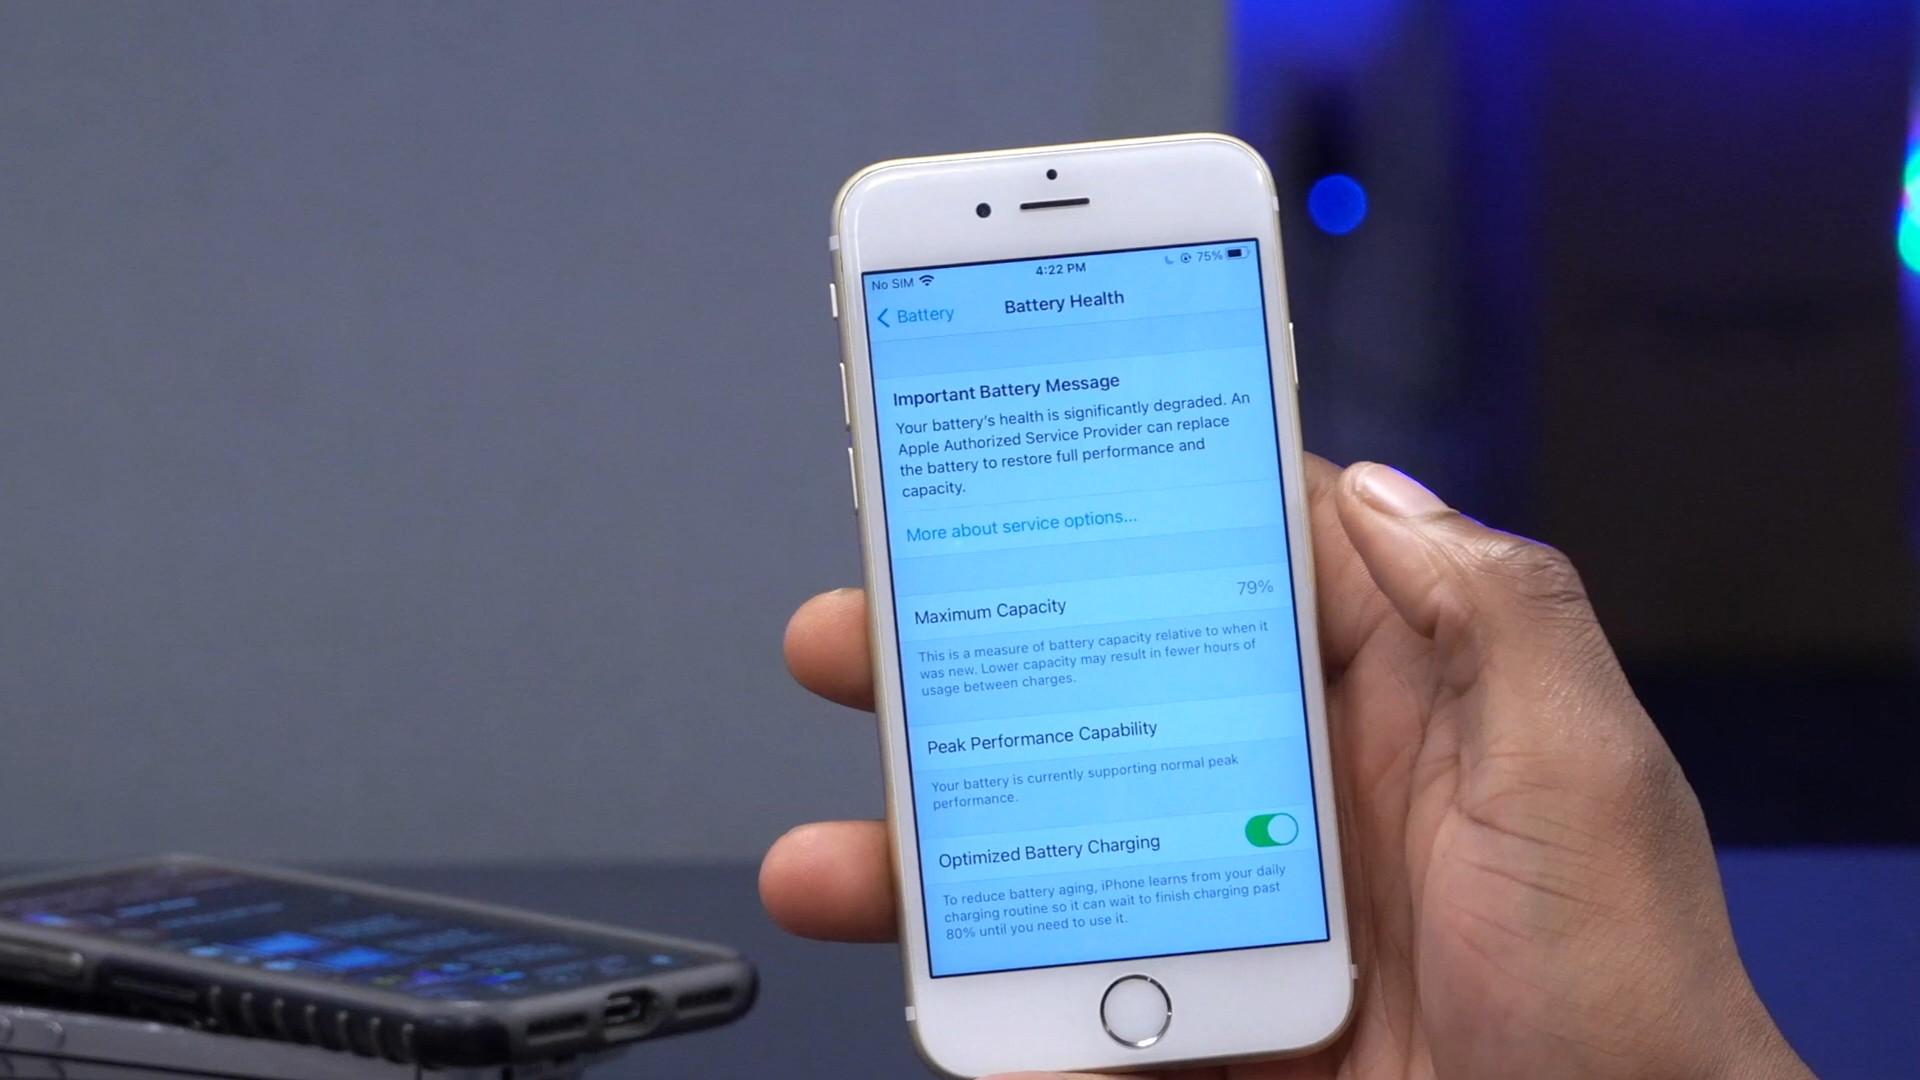 No SIM 4:22 PM 75%
Battery Battery Health
Important Battery Message
Your battery's health is significantly degraded. An
Apple Authorized Service Provider can replace
the battery to restore full performance and
capacity.
More about service options...
Maximum Capacity 79%
This is a measure of battery capacity relative to when it
was new. Lower capacity may result in fewer hours of
usage between charges.
Peak Performance Capability
Your battery is currently supporting normal peak
performance.
Optimized Battery Charging
To reduce battery aging, iPhone learns from your daily
charging routine so it can wait to finish charging past
80% until you need to use it.